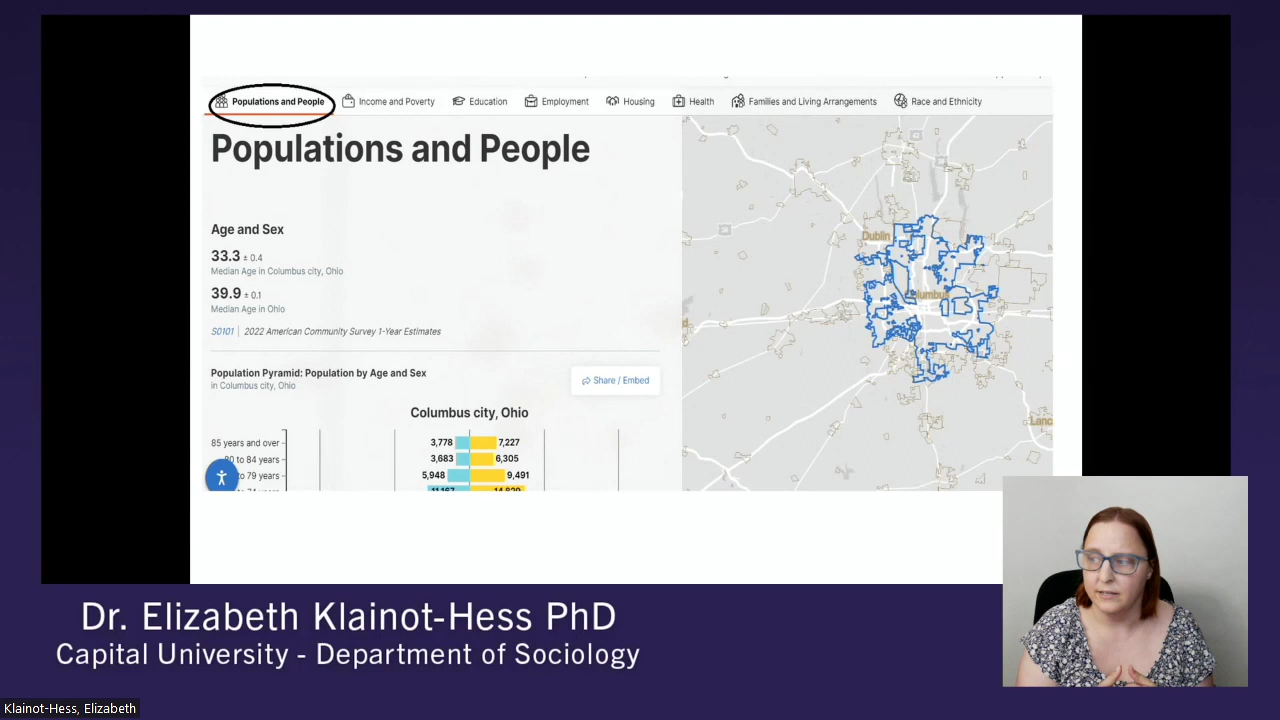 Populations and People
Income and Poverty
Education
Employment
Housing
Health
Families and Living Arrangements
Race and Ethnicity
Populations and People
Age and Sex
33.3 ± 0.4
Median Age in Columbus city, Ohio
39.9 ± 0.1
Median Age in Ohio
S0101 | 2022 American Community Survey 1-Year Estimates
Population Pyramid: Population by Age and Sex
in Columbus city, Ohio
Share / Embed
Columbus city, Ohio
85 years and over
3,778
7,227
80 to 84 years
3,683
6,305
to 79 years
5,948
9,491
11,167
14,829
Dublin
Columbus
Lanc
Dr. Elizabeth Klainot-Hess PhD
Capital University - Department of Sociology
Klainot-Hess, Elizabeth